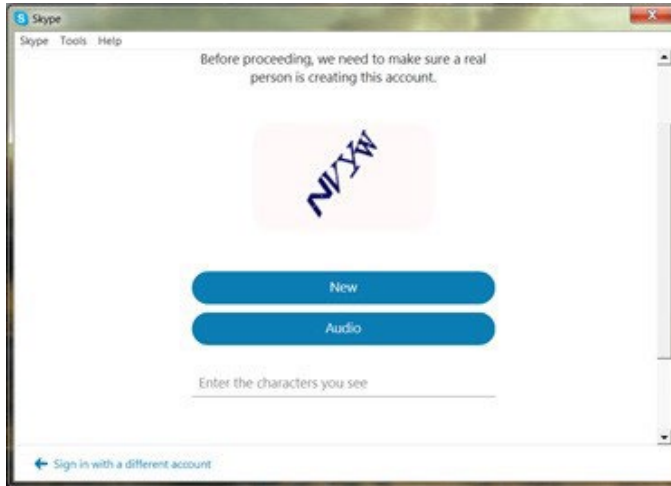 Skype
Skype Tools Help
Before proceeding, we need to make sure a real
person is creating this account.
NVYW
New
Audio
Enter the characters you see
Sign in with a different account